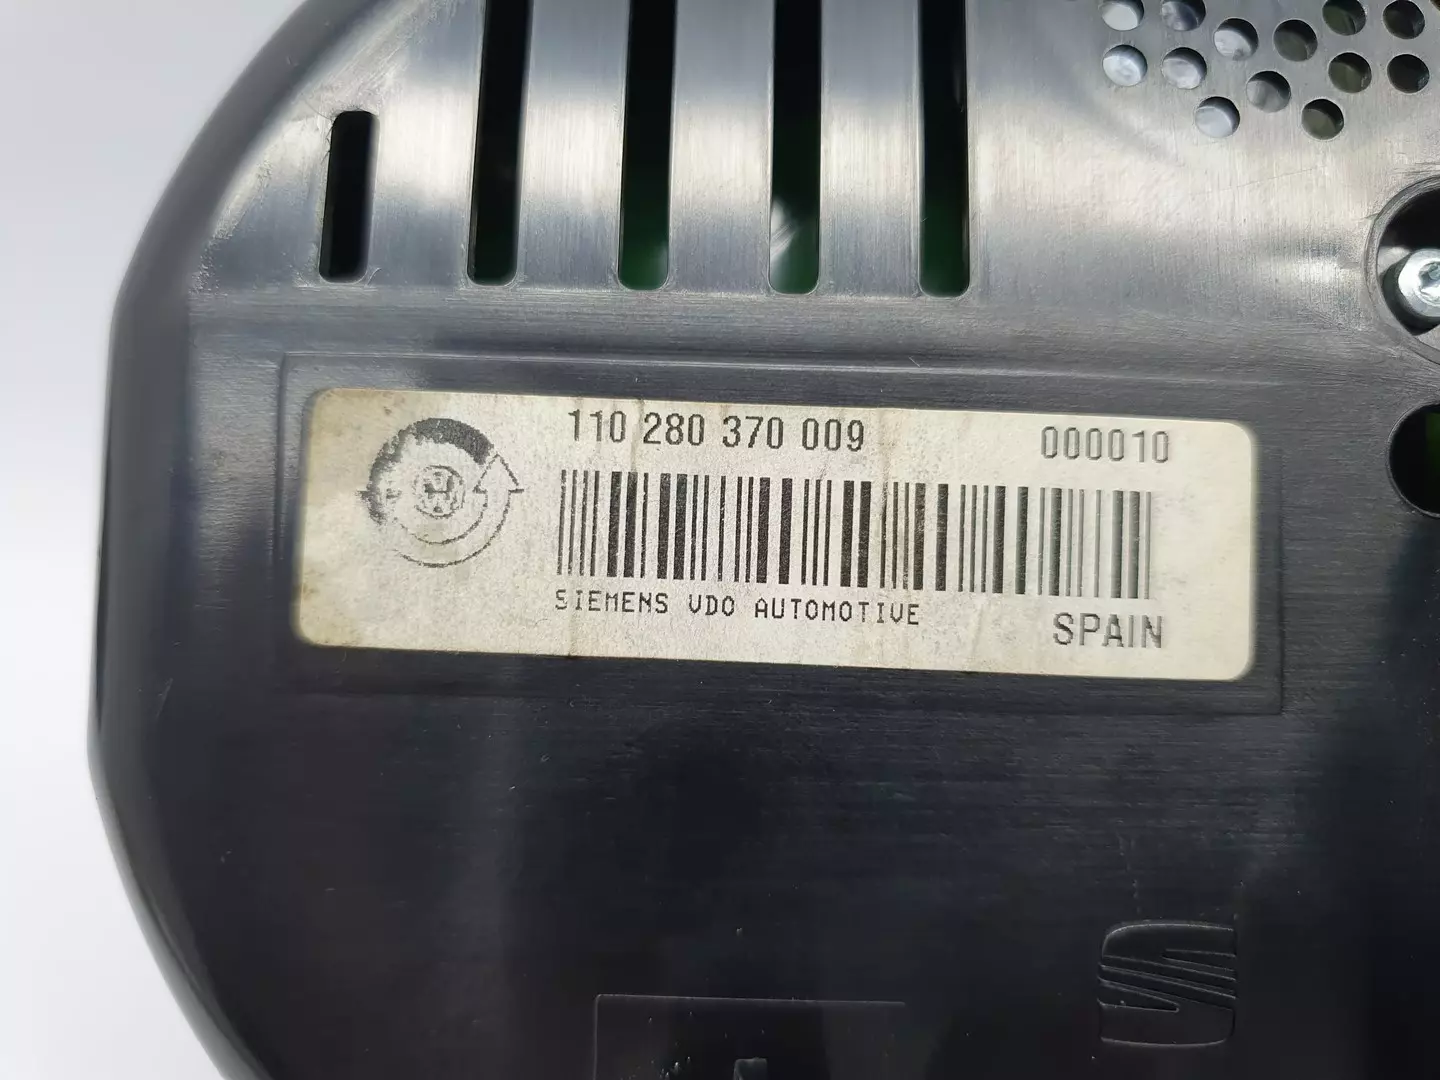 110 280 370 009 000010
SIEMENS VDO AUTOMOTIVE
SPAIN